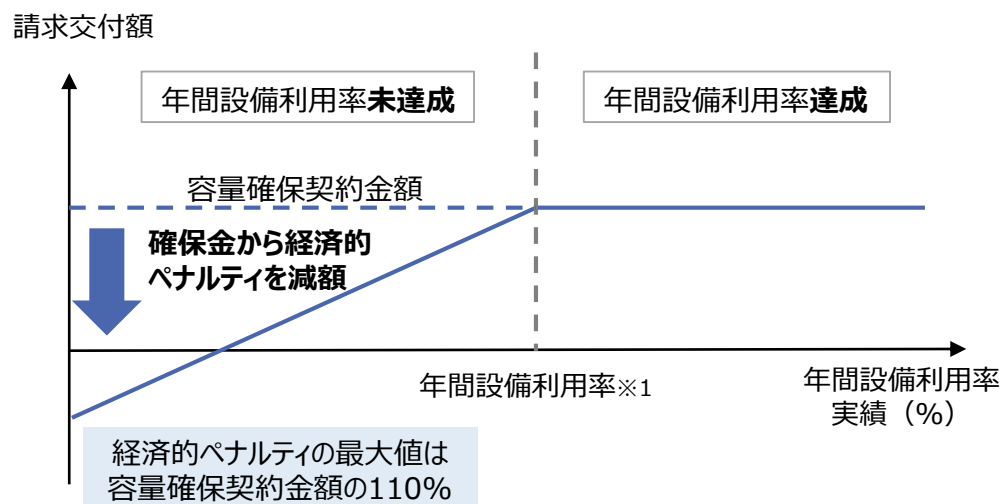 請求交付額
年間設備利用率未達成
年間設備利用率達成
容量確保契約金額
確保金から経済的
ペナルティを減額
年間設備利用率※1
年間設備利用率
実績（%）
経済的ペナルティの最大値は
容量確保契約金額の110%